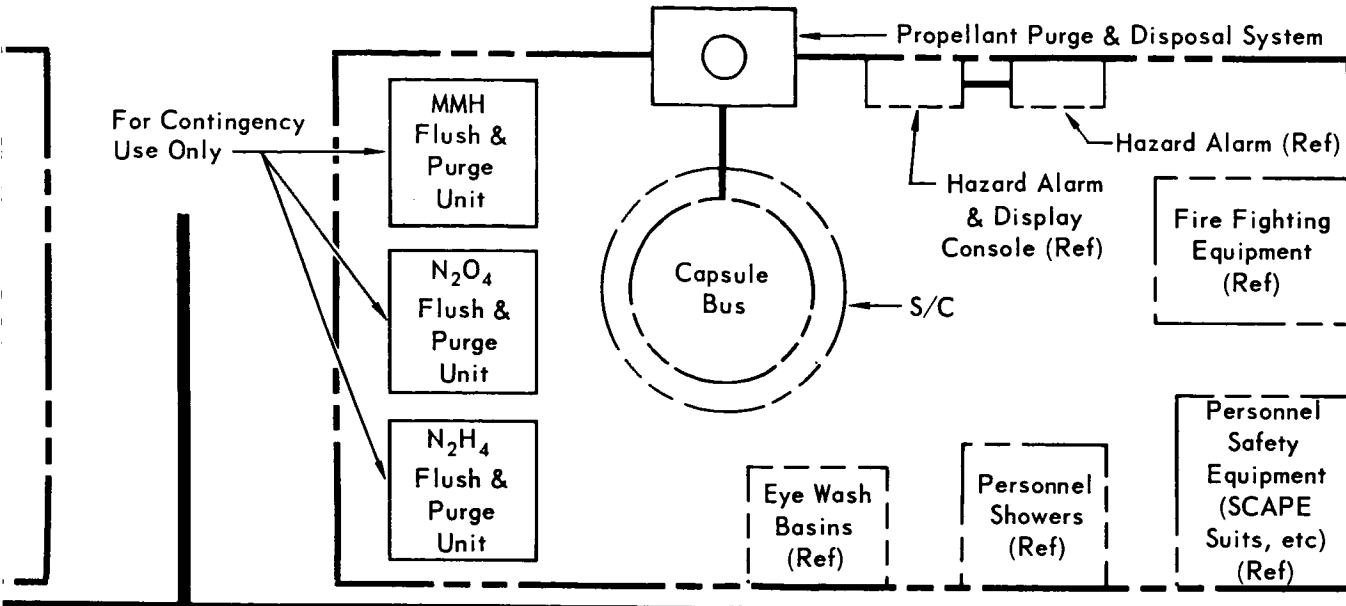 Propellant Purge & Disposal System
For Contingency
Use Only
MMH
Flush &
Purge
Unit
Hazard Alarm (Ref)
Hazard Alarm
& Display
Console (Ref)
Fire Fighting
Equipment
(Ref)
N₂O₄
Flush &
Purge
Unit
Capsule
Bus
S/C
N₂H₄
Flush &
Purge
Unit
Eye Wash
Basins
(Ref)
Personnel
Showers
(Ref)
Personnel
Safety
Equipment
(SCAPE
Suits, etc)
(Ref)